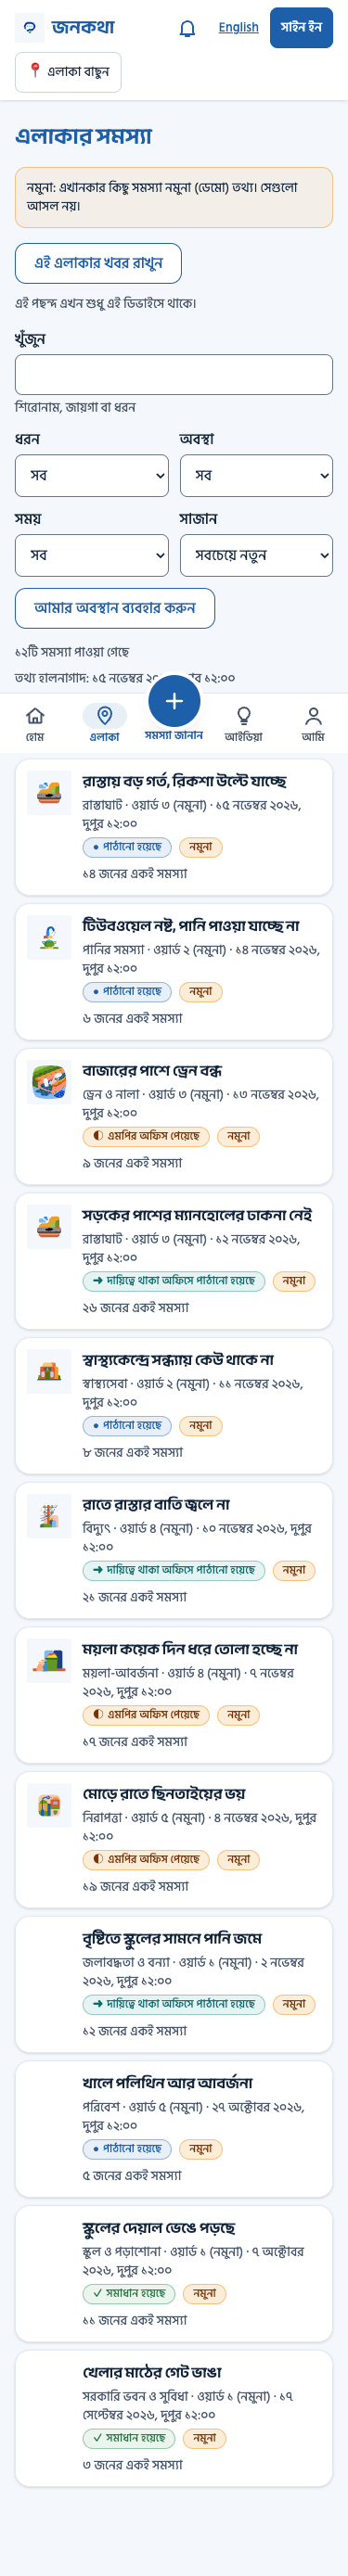 জনকথা
English
সাইন ইন
এলাকা বাছুন
এলাকার সমস্যা
নমুনা: এখানকার কিছু সমস্যা নমুনা (ডেমো) তথ্য। সেগুলো
আসল নয়।
এই এলাকার খবর রাখুন
এই পছন্দ এখন শুধু এই ডিভাইসে থাকে।
খুঁজুন
শিরোনাম, জায়গা বা ধরন
ধরন
অবস্থা
সব
সব
সময়
সাজান
সব
সবচেয়ে নতুন
আমার অবস্থান ব্যবহার করুন
১২টি সমস্যা পাওয়া গেছে
তথ্য হালনাগাদ: ১৫ নভেম্বর ১২:০০
হোম
এলাকা
সমস্যা জানান
আইডিয়া
আমি
রাস্তায় বড় গর্ত, রিকশা উল্টে যাচ্ছে
রাস্তাঘাট · ওয়ার্ড ৩ (নমুনা) · ১৫ নভেম্বর ২০২৬,
দুপুর ১২:০০
● পাঠানো হয়েছে
নমুনা
১৪ জনের একই সমস্যা
টিউবওয়েল নষ্ট, পানি পাওয়া যাচ্ছে না
পানির সমস্যা · ওয়ার্ড ২ (নমুনা) · ১৪ নভেম্বর ২০২৬,
দুপুর ১২:০০
● পাঠানো হয়েছে
নমুনা
৬ জনের একই সমস্যা
বাজারের পাশে ড্রেন বন্ধ
ড্রেন ও নালা · ওয়ার্ড ৩ (নমুনা) · ১৩ নভেম্বর ২০২৬,
দুপুর ১২:০০
◐ এমপির অফিস পেয়েছে
নমুনা
৯ জনের একই সমস্যা
সড়কের পাশের ম্যানহোলের ঢাকনা নেই
রাস্তাঘাট · ওয়ার্ড ৩ (নমুনা) · ১২ নভেম্বর ২০২৬,
দুপুর ১২:০০
➜ দায়িত্বে থাকা অফিসে পাঠানো হয়েছে
নমুনা
২৬ জনের একই সমস্যা
স্বাস্থ্যকেন্দ্রে সন্ধ্যায় কেউ থাকে না
স্বাস্থ্যসেবা · ওয়ার্ড ২ (নমুনা) · ১১ নভেম্বর ২০২৬,
দুপুর ১২:০০
● পাঠানো হয়েছে
নমুনা
৮ জনের একই সমস্যা
রাতে রাস্তার বাতি জ্বলে না
বিদ্যুৎ · ওয়ার্ড ৪ (নমুনা) · ১০ নভেম্বর ২০২৬, দুপুর
১২:০০
➜ দায়িত্বে থাকা অফিসে পাঠানো হয়েছে
নমুনা
২১ জনের একই সমস্যা
ময়লা কয়েক দিন ধরে তোলা হচ্ছে না
ময়লা-আবর্জনা · ওয়ার্ড ৪ (নমুনা) · ৭ নভেম্বর
২০২৬, দুপুর ১২:০০
◐ এমপির অফিস পেয়েছে
নমুনা
১৭ জনের একই সমস্যা
মোড়ে রাতে ছিনতাইয়ের ভয়
নিরাপত্তা · ওয়ার্ড ৫ (নমুনা) · ৪ নভেম্বর ২০২৬, দুপুর
১২:০০
◐ এমপির অফিস পেয়েছে
নমুনা
১৯ জনের একই সমস্যা
বৃষ্টিতে স্কুলের সামনে পানি জমে
জলাবদ্ধতা ও বন্যা · ওয়ার্ড ১ (নমুনা) · ২ নভেম্বর
২০২৬, দুপুর ১২:০০
➜ দায়িত্বে থাকা অফিসে পাঠানো হয়েছে
নমুনা
১২ জনের একই সমস্যা
খালে পলিথিন আর আবর্জনা
পরিবেশ · ওয়ার্ড ৫ (নমুনা) · ২৭ অক্টোবর ২০২৬,
দুপুর ১২:০০
● পাঠানো হয়েছে
নমুনা
৫ জনের একই সমস্যা
স্কুলের দেয়াল ভেঙে পড়ছে
স্কুল ও পড়াশোনা · ওয়ার্ড ১ (নমুনা) · ৭ অক্টোবর
২০২৬, দুপুর ১২:০০
✓ সমাধান হয়েছে
নমুনা
১১ জনের একই সমস্যা
খেলার মাঠের গেট ভাঙা
সরকারি ভবন ও সুবিধা · ওয়ার্ড ১ (নমুনা) · ১৭
সেপ্টেম্বর ২০২৬, দুপুর ১২:০০
✓ সমাধান হয়েছে
নমুনা
৩ জনের একই সমস্যা